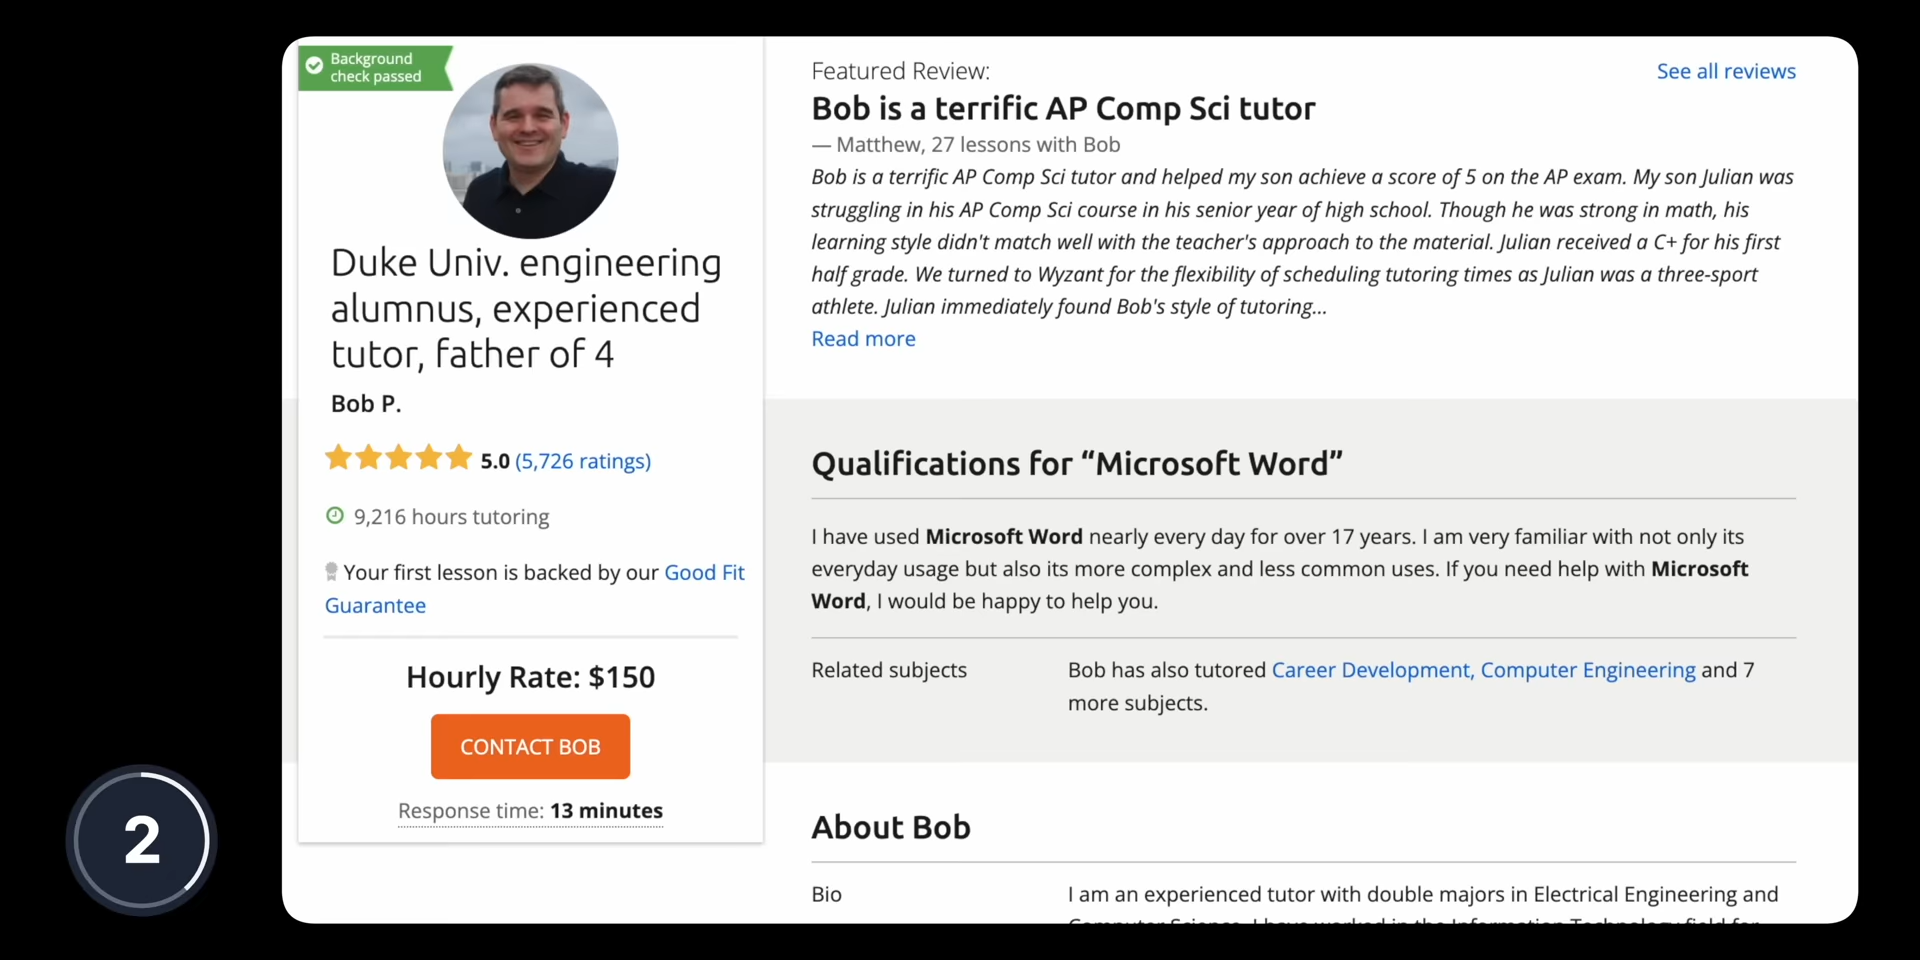 Background
check passed
Duke Univ. engineering
alumnus, experienced
tutor, father of 4
Bob P.
5.0 (5,726 ratings)
9,216 hours tutoring
Your first lesson is backed by our Good Fit
Guarantee
Hourly Rate: $150
CONTACT BOB
Response time: 13 minutes
2
Featured Review:
See all reviews
Bob is a terrific AP Comp Sci tutor
— Matthew, 27 lessons with Bob
Bob is a terrific AP Comp Sci tutor and helped my son achieve a score of 5 on the AP exam. My son Julian was
struggling in his AP Comp Sci course in his senior year of high school. Though he was strong in math, his
learning style didn't match well with the teacher's approach to the material. Julian received a C+ for his first
half grade. We turned to Wyzant for the flexibility of scheduling tutoring times as Julian was a three-sport
athlete. Julian immediately found Bob's style of tutoring...
Read more
Qualifications for “Microsoft Word”
I have used Microsoft Word nearly every day for over 17 years. I am very familiar with not only its
everyday usage but also its more complex and less common uses. If you need help with Microsoft
Word, I would be happy to help you.
Related subjects
Bob has also tutored Career Development, Computer Engineering and 7
more subjects.
About Bob
Bio
I am an experienced tutor with double majors in Electrical Engineering and
Computer Science. I have worked in the Information Technology field for